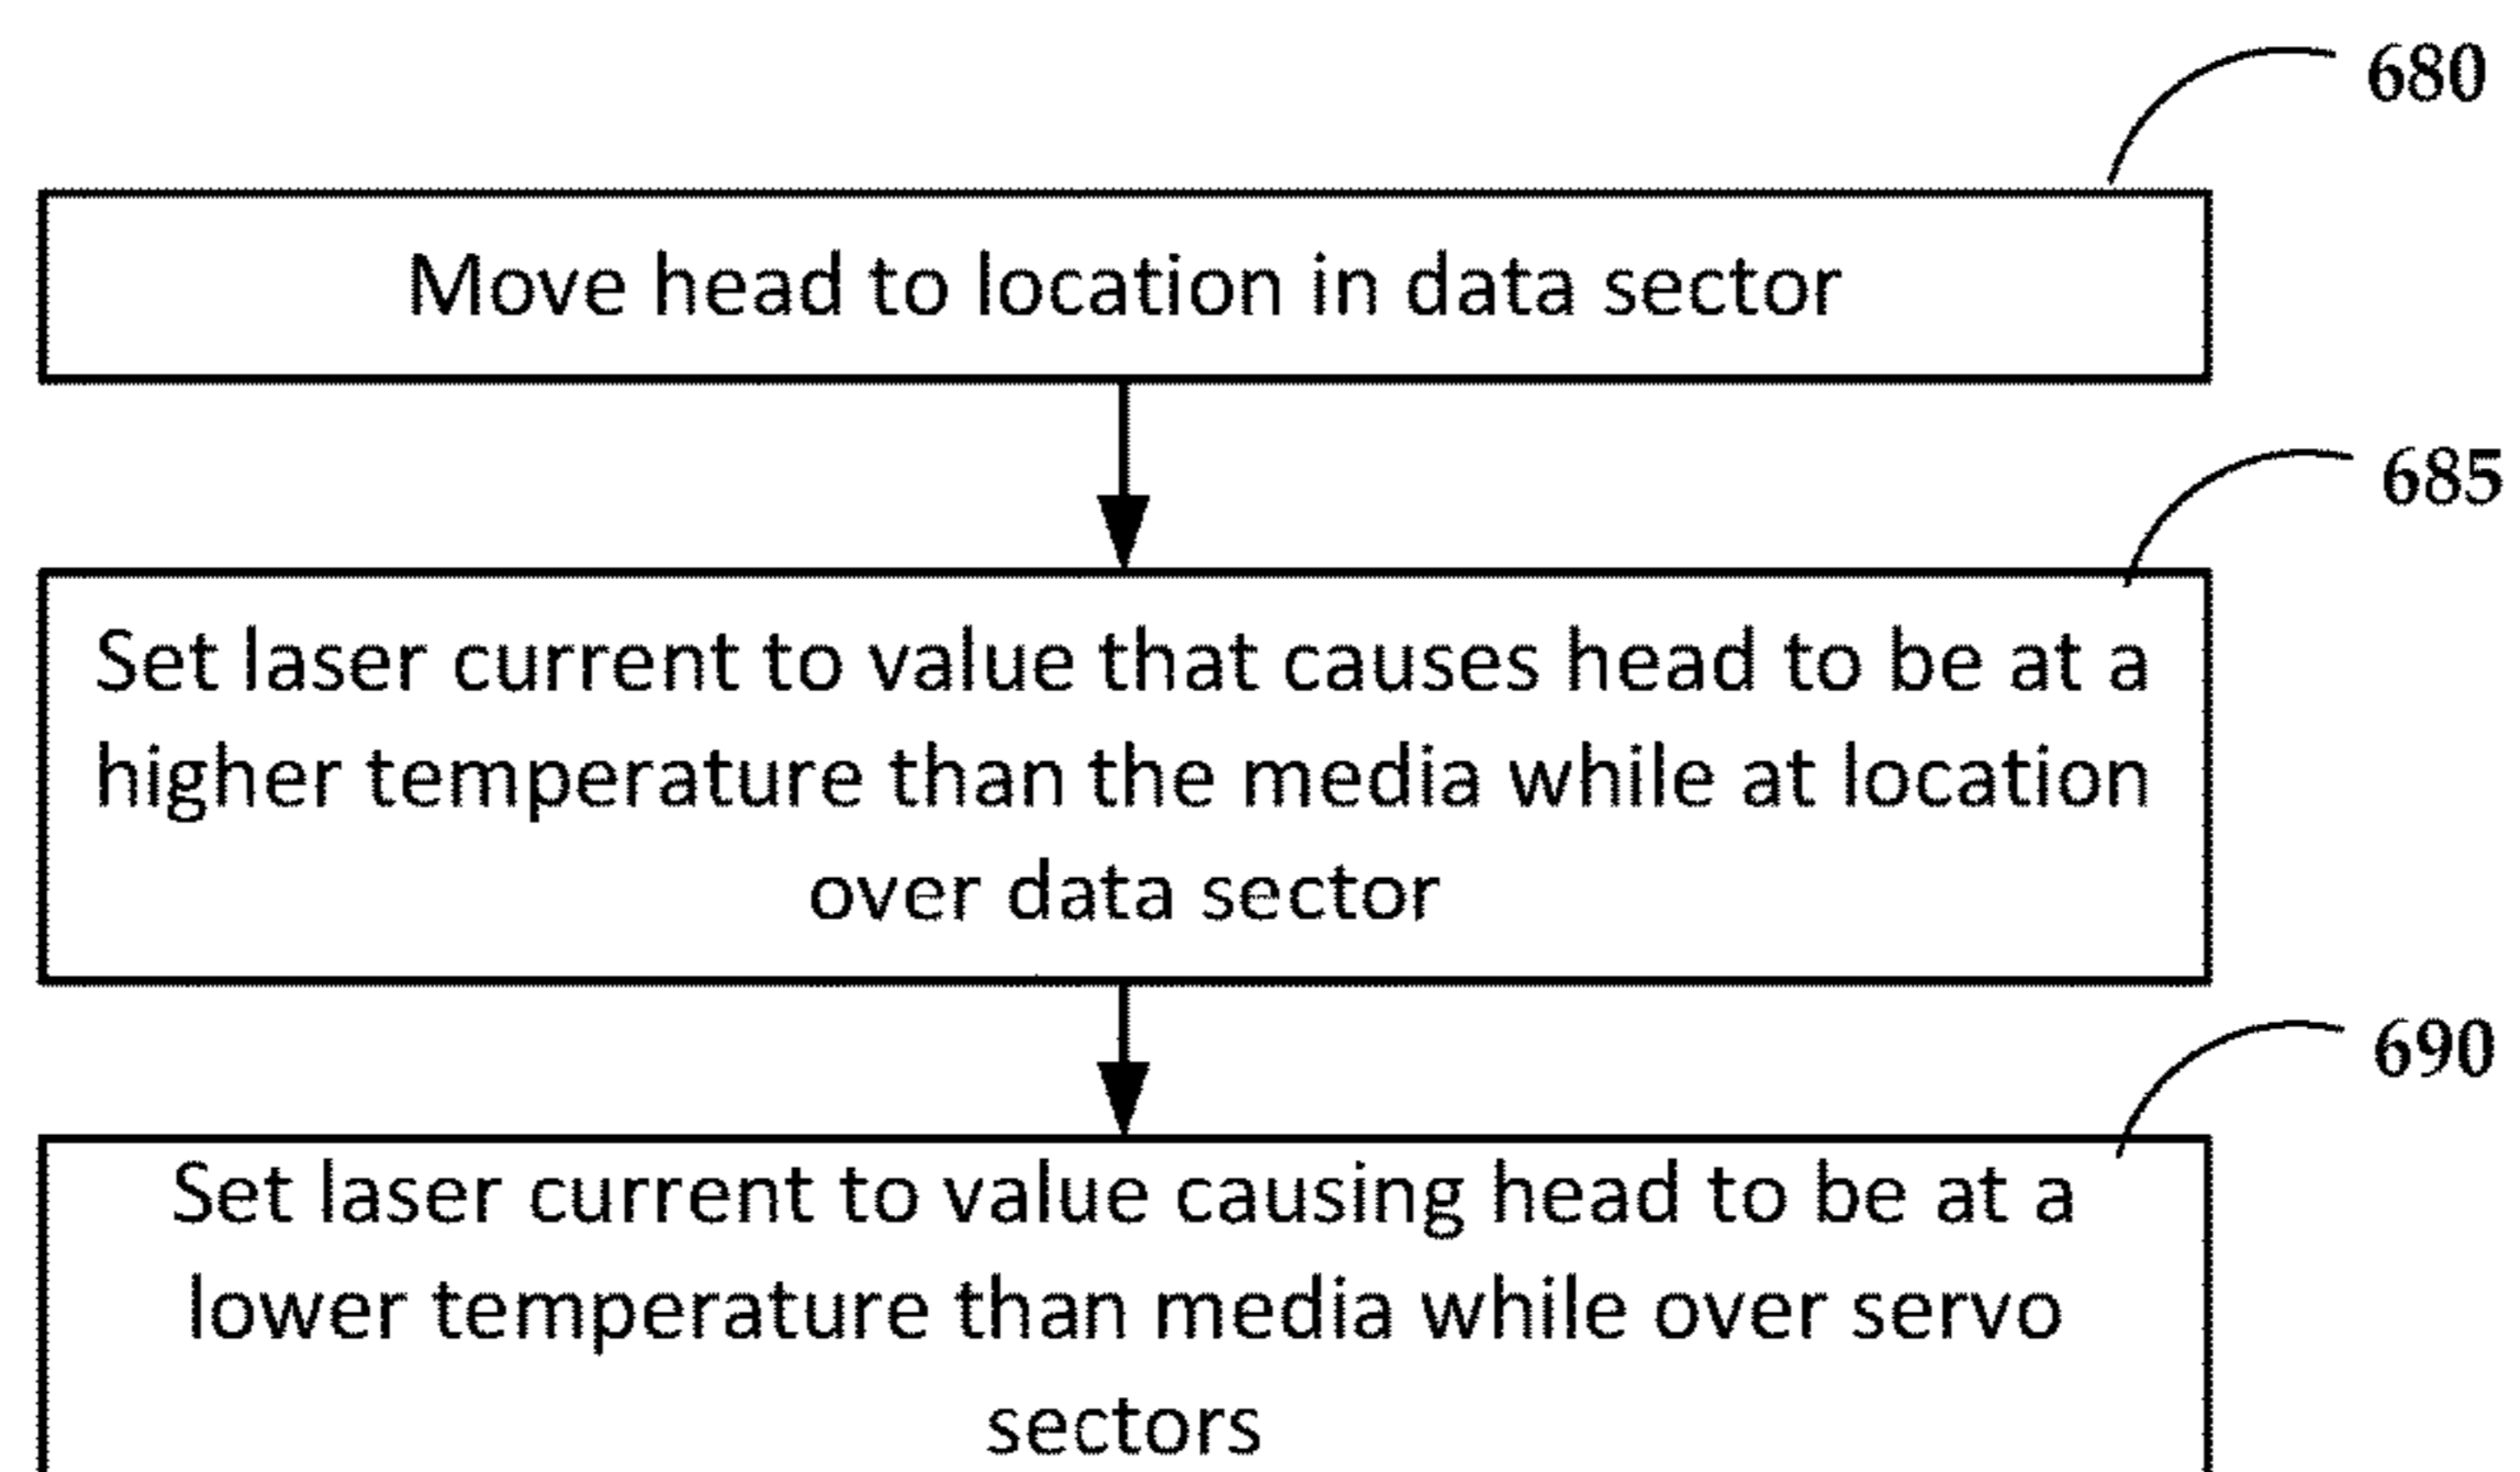 680
Move head to location in data sector
685
Set laser current to value that causes head to be at a
higher temperature than the media while at location
over data sector
690
Set laser current to value causing head to be at a
lower temperature than media while over servo
sectors